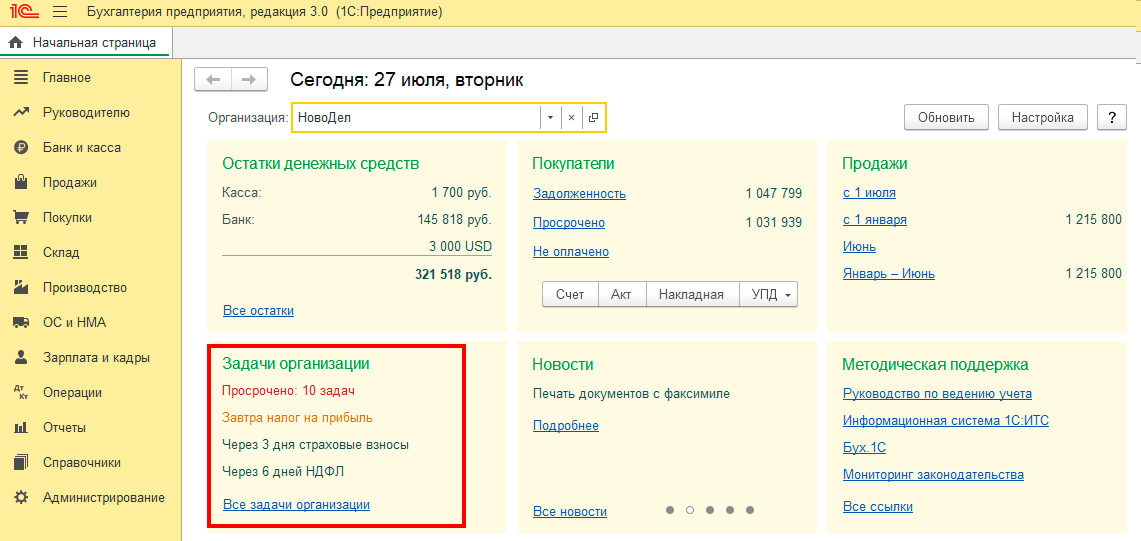 1С Бухгалтерия предприятия, редакция 3.0 (1С:Предприятие)
Начальная страница
Главное
Руководителю
Банк и касса
Продажи
Покупки
Склад
Производство
ОС и НМА
Зарплата и кадры
Дт Кт Операции
Отчеты
Справочники
Администрирование
Сегодня: 27 июля, вторник
Организация: НовоДел
Обновить Настройка ?
Остатки денежных средств
Касса: 1 700 руб.
Банк: 145 818 руб.
3 000 USD
321 518 руб.
Все остатки
Покупатели
Задолженность 1 047 799
Просрочено 1 031 939
Не оплачено
Счет Акт Накладная УПД
Продажи
с 1 июля
с 1 января 1 215 800
Июнь
Январь – Июнь 1 215 800
Задачи организации
Просрочено: 10 задач
Завтра налог на прибыль
Через 3 дня страховые взносы
Через 6 дней НДФЛ
Все задачи организации
Новости
Печать документов с факсимиле
Подробнее
Все новости
Методическая поддержка
Руководство по ведению учета
Информационная система 1С:ИТС
Бух.1С
Мониторинг законодательства
Все ссылки